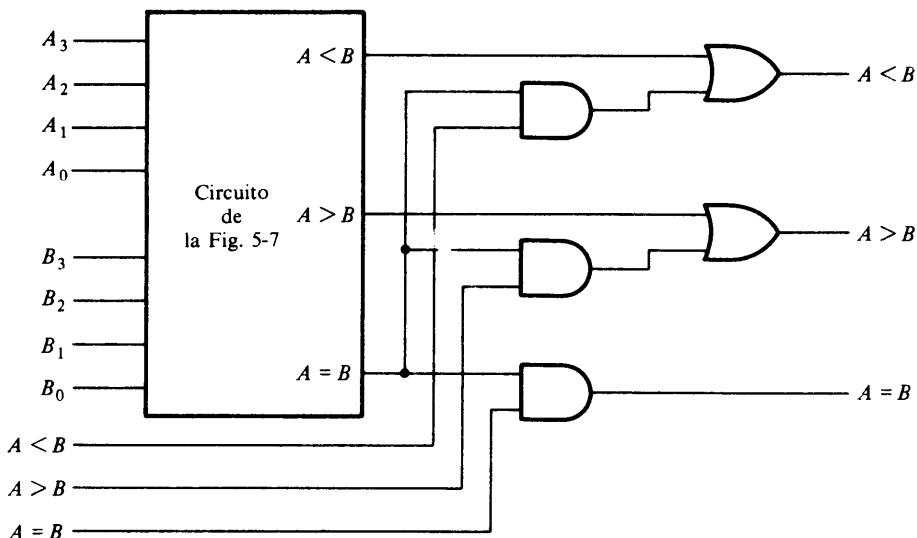 A₃
A₂
A₁
A₀
B₃
B₂
B₁
B₀
A < B
A > B
A = B
Circuito
de
la Fig. 5-7
A < B
A > B
A = B
A < B
A > B
A = B